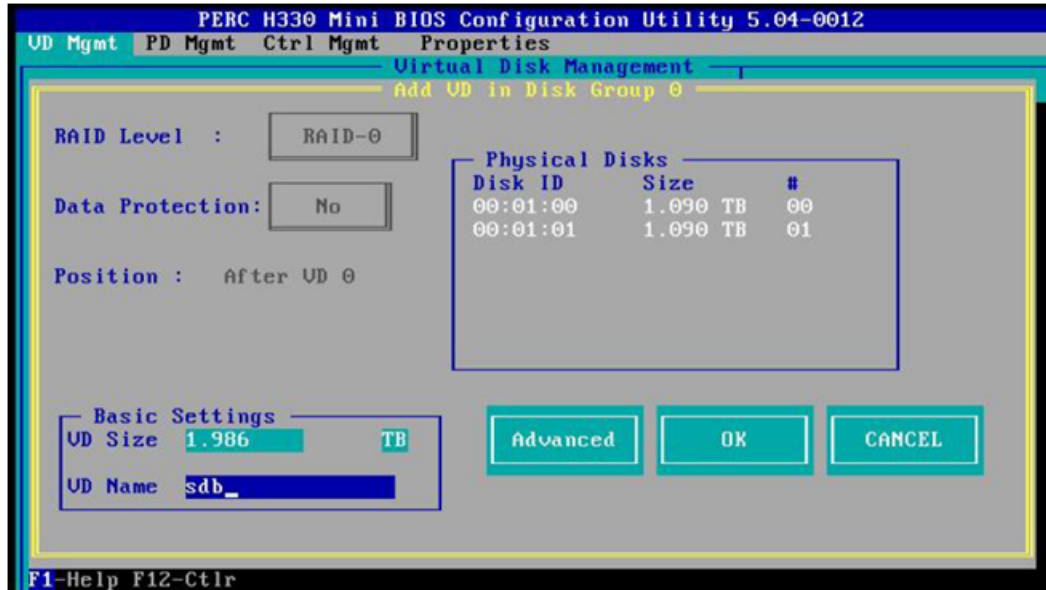 PERC H330 Mini BIOS Configuration Utility 5.04-0012
VD Mgmt PD Mgmt Ctrl Mgmt Properties
Virtual Disk Management
Add VD in Disk Group 0
RAID Level : RAID-0
Physical Disks
Disk ID Size #
Data Protection: No
00:01:00 1.090 TB 00
00:01:01 1.090 TB 01
Position : After VD 0
Basic Settings
VD Size 1.986 TB
Advanced OK CANCEL
VD Name sdb_
F1-Help F12-Ctlr